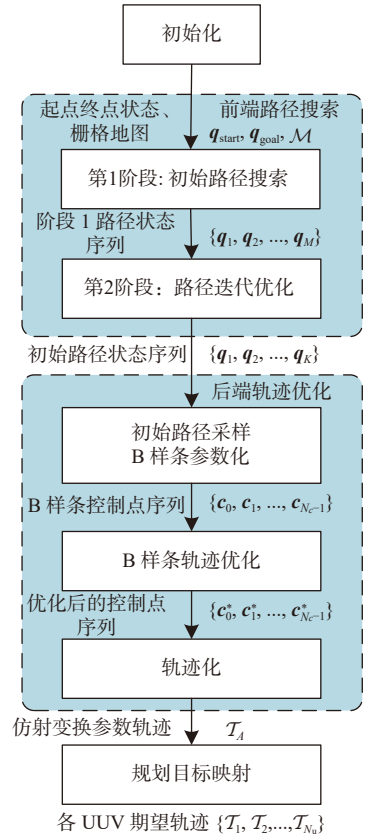 初始化
起点终点状态、 前端路径搜索
栅格地图 q_start, q_goal, ℳ
第1阶段: 初始路径搜索
阶段 1 路径状态
序列 {q_1, q_2, ..., q_M}
第2阶段：路径迭代优化
初始路径状态序列 {q_1, q_2, ..., q_K}
后端轨迹优化
初始路径采样
B 样条参数化
B 样条控制点序列 {c_0, c_1, ..., c_{N_c−1}}
B 样条轨迹优化
优化后的控制点
序列 {c_0^*, c_1^*, ..., c_{N_c−1}^*}
轨迹化
仿射变换参数轨迹 𝒯_A
规划目标映射
各 UUV 期望轨迹 {𝒯_1, 𝒯_2,...,𝒯_{N_u}}